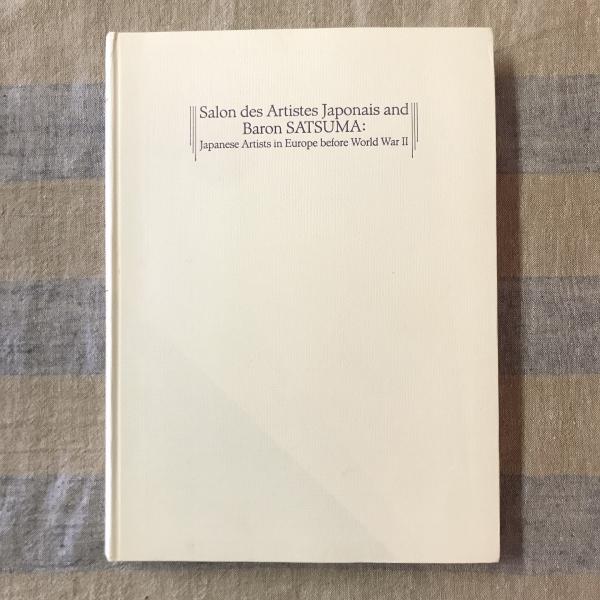 Salon des Artistes Japonais and
Baron SATSUMA:
Japanese Artists in Europe before World War II